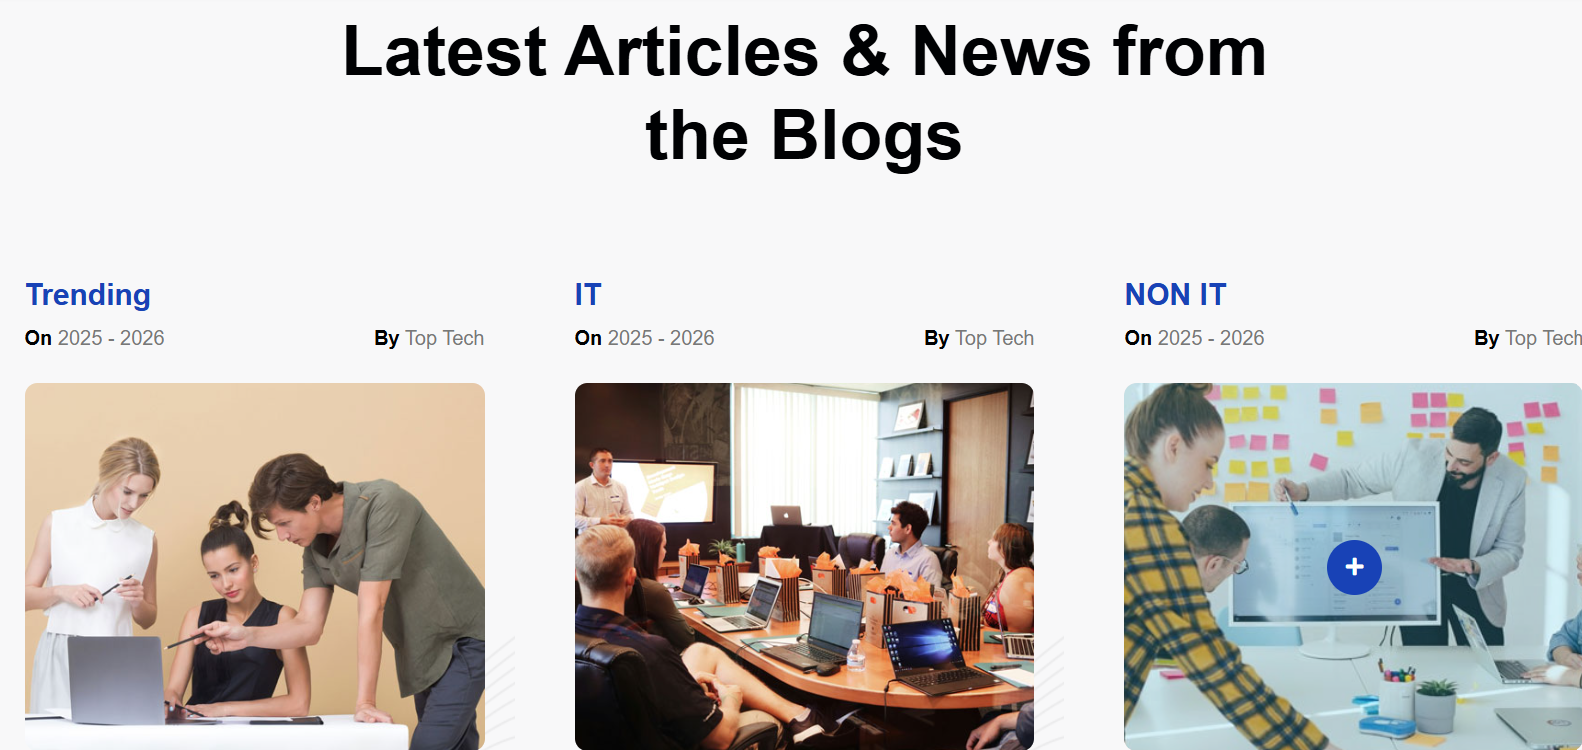 Latest Articles & News from
the Blogs
Trending
On 2025 - 2026 By Top Tech
IT
On 2025 - 2026 By Top Tech
NON IT
On 2025 - 2026 By Top Tech